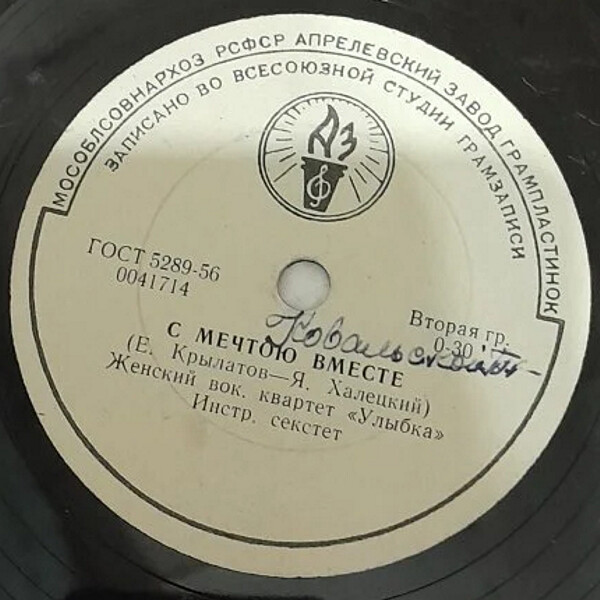 МОСОБЛСОВНАРХОЗ РСФСР АПРЕЛЕВСКИЙ ЗАВОД ГРАМПЛАСТИНОК
ЗАПИСАНО ВО ВСЕСОЮЗНОЙ СТУДИИ ГРАМЗАПИСИ
АЗ
ГОСТ 5289-56
0041714
Вторая гр.
0-30
С МЕЧТОЮ ВМЕСТЕ
(Е. Крылатов—Я. Халецкий)
Женский вок. квартет «Улыбка»
Инстр. секстет